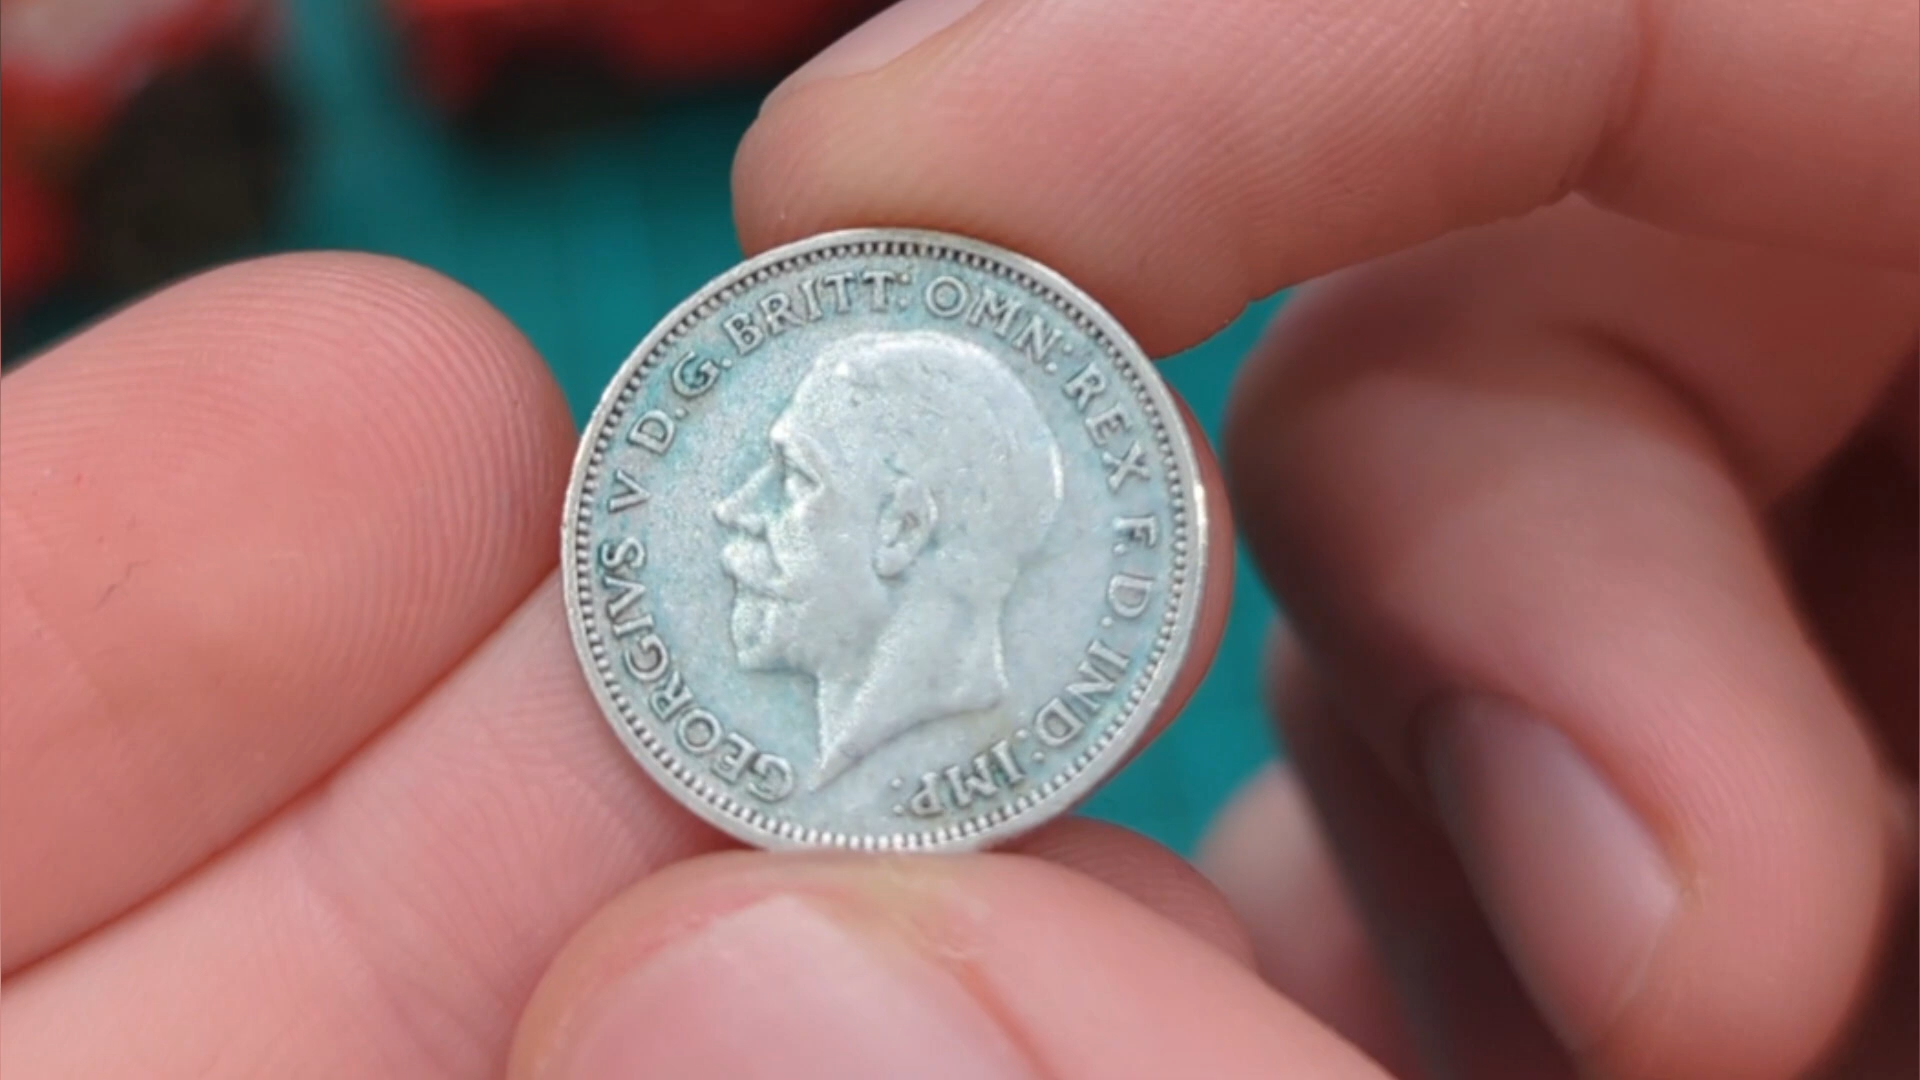 GEORGIVS V D.G. BRITT: OMN: REX F.D. IND: IMP: